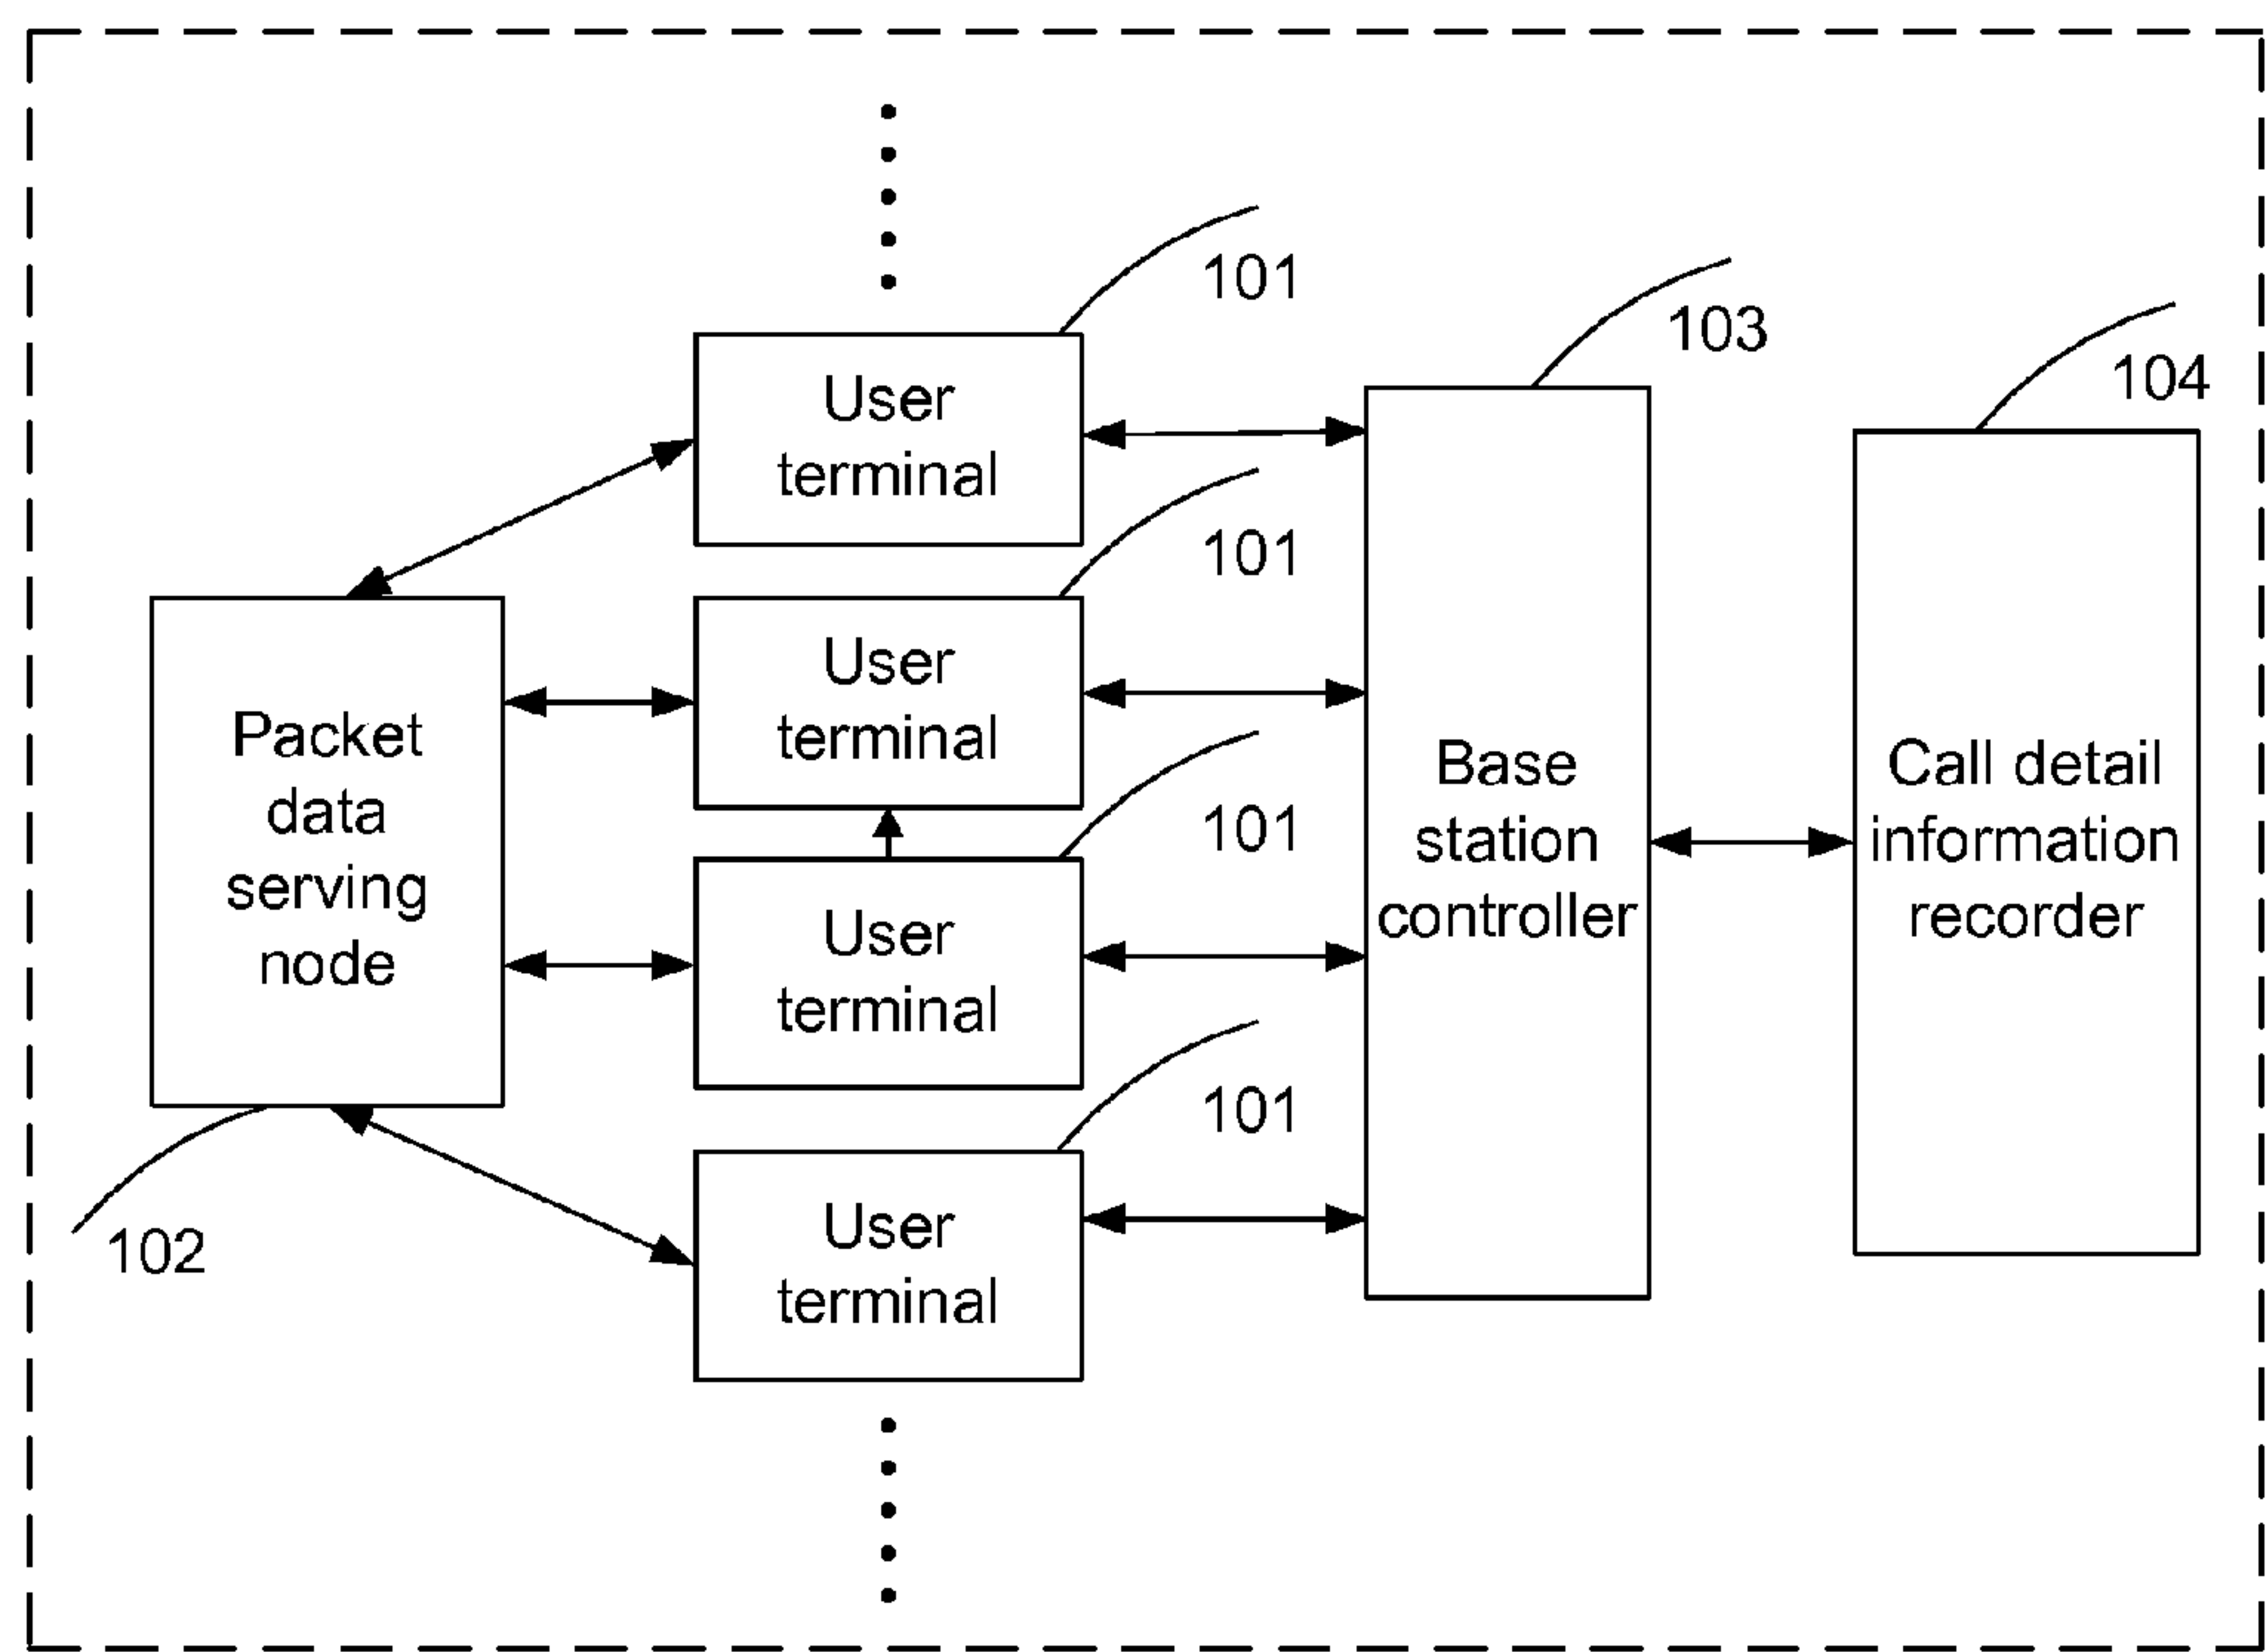 101
103
104
User
terminal
101
User
terminal
101
User
terminal
101
User
terminal
Packet
data
serving
node
102
Base
station
controller
Call detail
information
recorder